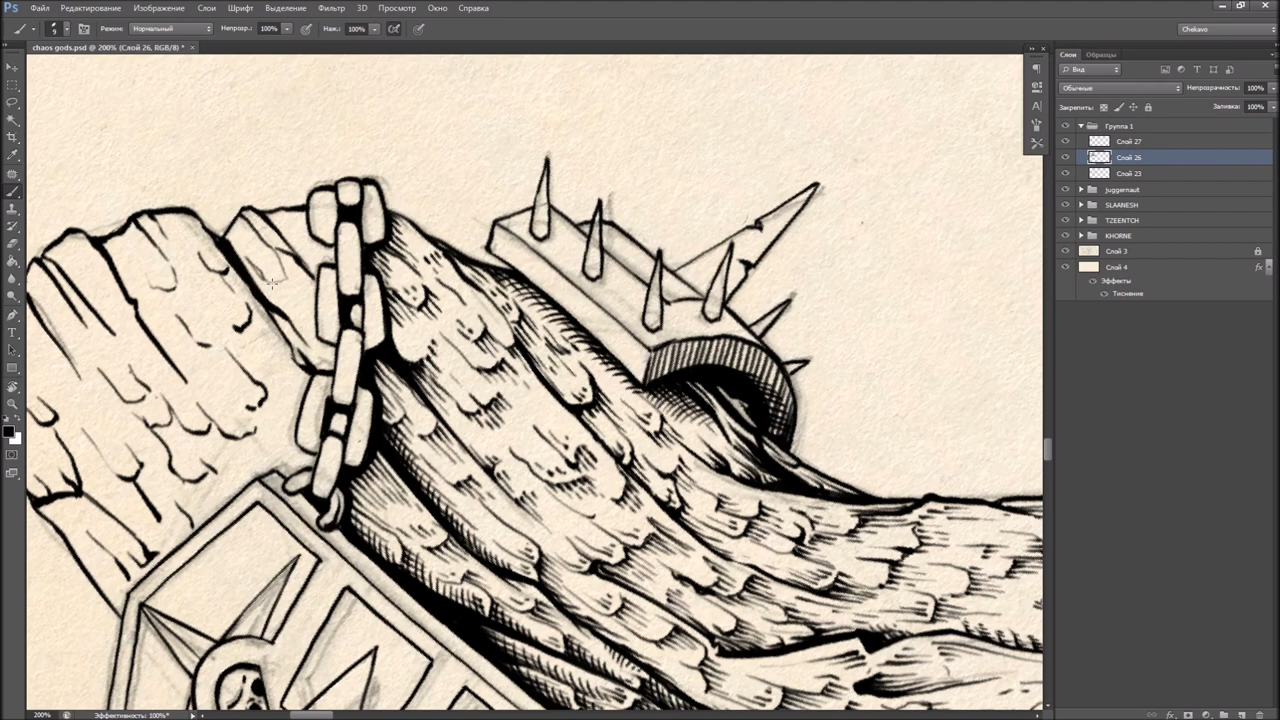 Ps Файл Редактирование Изображение Слои Шрифт Выделение Фильтр 3D Просмотр Окно Справка
9 Режим: Нормальный Непрозр.: 100% Наж.: 100% Chekavo
chaos gods.psd @ 200% (Слой 26, RGB/8) * ×
Слои Образцы
Вид
Обычные Непрозрачность: 100%
Закрепить: Заливка: 100%
Группа 1
Слой 27
Слой 26
Слой 23
juggernaut
SLAANESH
TZEENTCH
KHORNE
Слой 3
Слой 4 fx
Эффекты
Тиснение
200% Эффективность: 100%*